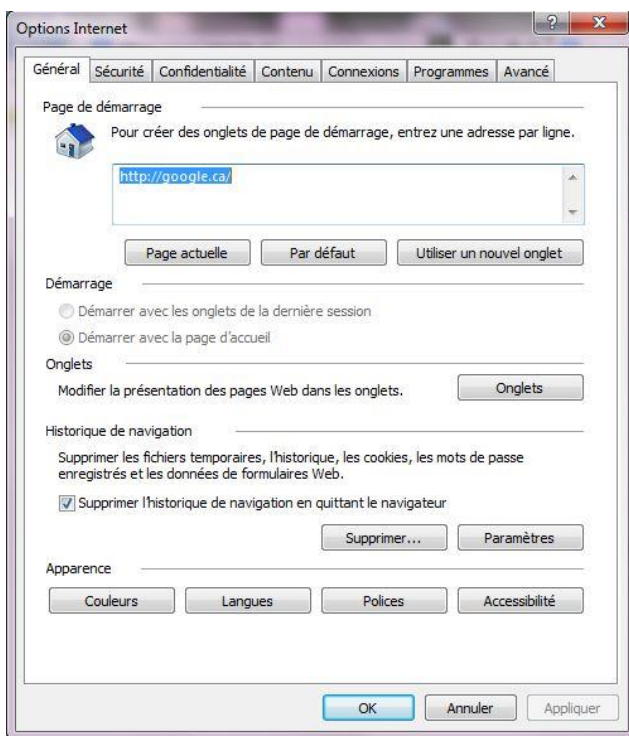 Options Internet
?
X
Général
Sécurité
Confidentialité
Contenu
Connexions
Programmes
Avancé
Page de démarrage
Pour créer des onglets de page de démarrage, entrez une adresse par ligne.
http://google.ca/
Page actuelle
Par défaut
Utiliser un nouvel onglet
Démarrage
Démarrer avec les onglets de la dernière session
Démarrer avec la page d'accueil
Onglets
Modifier la présentation des pages Web dans les onglets.
Onglets
Historique de navigation
Supprimer les fichiers temporaires, l'historique, les cookies, les mots de passe
enregistrés et les données de formulaires Web.
Supprimer l'historique de navigation en quittant le navigateur
Supprimer...
Paramètres
Apparence
Couleurs
Langues
Polices
Accessibilité
OK
Annuler
Appliquer